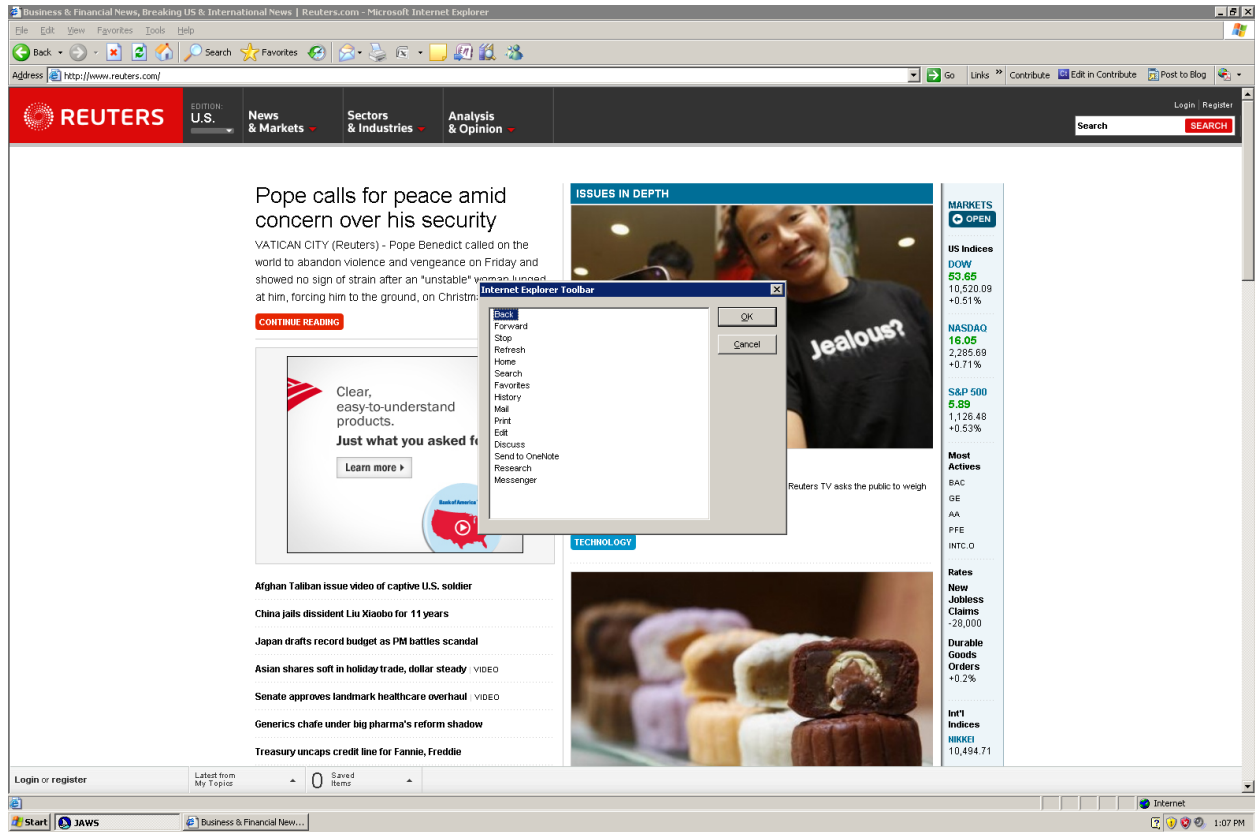 Business & Financial News, Breaking US & International News | Reuters.com - Microsoft Internet Explorer
File Edit View Favorites Tools Help
Back Search Favorites
Address http://www.reuters.com/ Go Links » Contribute Edit in Contribute Post to Blog
REUTERS
EDITION:
U.S.
News
& Markets
Sectors
& Industries
Analysis
& Opinion
Login Register
Search SEARCH
Pope calls for peace amid
concern over his security
VATICAN CITY (Reuters) - Pope Benedict called on the
world to abandon violence and vengeance on Friday and
showed no sign of strain after an "unstable" woman lunged
at him, forcing him to the ground, on Christm
CONTINUE READING
Clear,
easy-to-understand
products.
Just what you asked f
Learn more
Bank of America
Afghan Taliban issue video of captive U.S. soldier
China jails dissident Liu Xiaobo for 11 years
Japan drafts record budget as PM battles scandal
Asian shares soft in holiday trade, dollar steady | VIDEO
Senate approves landmark healthcare overhaul | VIDEO
Generics chafe under big pharma's reform shadow
Treasury uncaps credit line for Fannie, Freddie
ISSUES IN DEPTH
Jealous?
Reuters TV asks the public to weigh
TECHNOLOGY
Internet Explorer Toolbar
Back
Forward
Stop
Refresh
Home
Search
Favorites
History
Mail
Print
Edit
Discuss
Send to OneNote
Research
Messenger
OK
Cancel
MARKETS
OPEN
US Indices
DOW
53.65
10,520.09
+0.51%
NASDAQ
16.05
2,285.69
+0.71%
S&P 500
5.89
1,126.48
+0.53%
Most
Actives
BAC
GE
AA
PFE
INTC.O
Rates
New
Jobless
Claims
-28,000
Durable
Goods
Orders
+0.2%
Int'l
Indices
NIKKEI
10,494.71
Login or register
Latest from
My Topics
0 Saved
Items
Internet
Start JAWS Business & Financial New... 1:07 PM